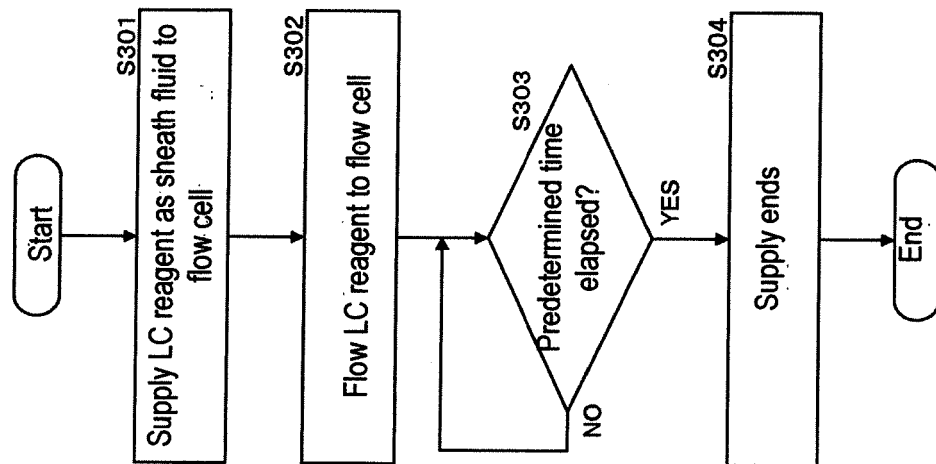 Start
S301
Supply LC reagent as sheath fluid to
flow cell
S302
Flow LC reagent to flow cell
S303
Predetermined time
elapsed?
NO
YES
S304
Supply ends
End